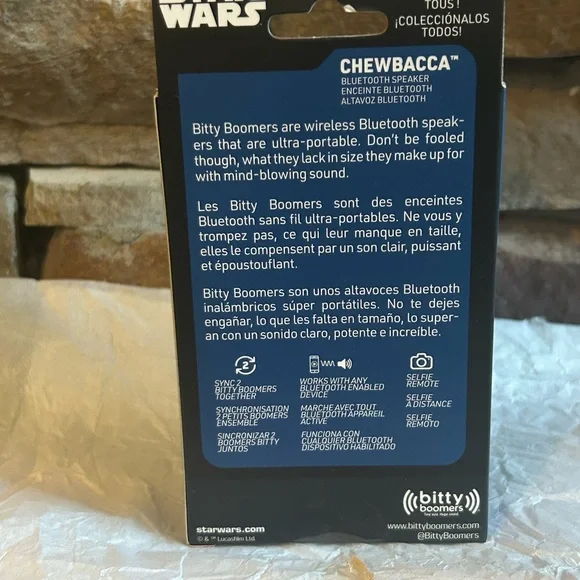 WARS
TOUS !
¡COLECCIÓNALOS
TODOS!
CHEWBACCA™
BLUETOOTH SPEAKER
ENCEINTE BLUETOOTH
ALTAVOZ BLUETOOTH
Bitty Boomers are wireless Bluetooth speak-
ers that are ultra-portable. Don't be fooled
though, what they lack in size they make up for
with mind-blowing sound.
Les Bitty Boomers sont des enceintes
Bluetooth sans fil ultra-portables. Ne vous y
trompez pas, ce qui leur manque en taille,
elles le compensent par un son clair, puissant
et époustouflant.
Bitty Boomers son unos altavoces Bluetooth
inalámbricos súper portátiles. No te dejes
engañar, lo que les falta en tamaño, lo super-
an con un sonido claro, potente e increíble.
2
SYNC 2
BITTY BOOMERS
TOGETHER
SYNCHRONISATION
2 PETITS BOOMERS
ENSEMBLE
SINCRONIZAR 2
BOOMERS BITTY
JUNTOS
WORKS WITH ANY
BLUETOOTH ENABLED
DEVICE
MARCHE AVEC TOUT
BLUETOOTH APPAREIL
ACTIVE
FUNCIONA CON
CUALQUIER BLUETOOTH
DISPOSITIVO HABILITADO
SELFIE
REMOTE
SELFIE
A DISTANCE
SELFIE
REMOTO
bitty
boomers™
Tiny size. Huge sound.
starwars.com
© & ™ Lucasfilm Ltd.
www.bittyboomers.com
@BittyBoomers